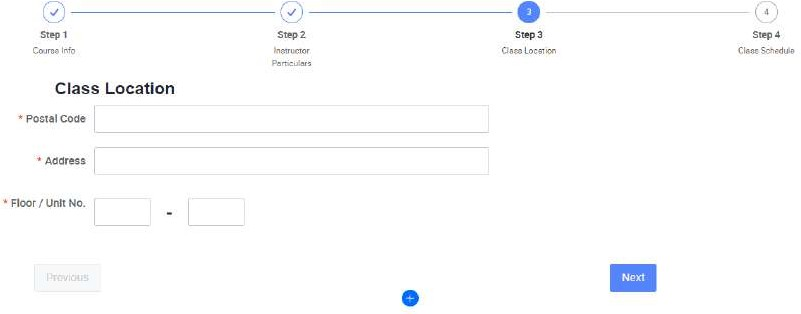 3
4
Step 1
Step 2
Step 3
Step 4
Course Info
Instructor
Particulars
Class Location
Class Schedule
Class Location
* Postal Code
* Address
* Floor / Unit No.
-
Previous
Next